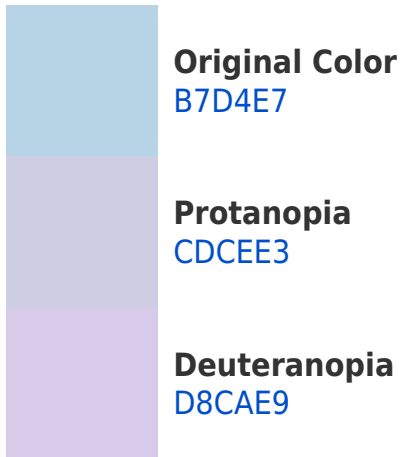 Original Color
B7D4E7
Protanopia
CDCEE3
Deuteranopia
D8CAE9